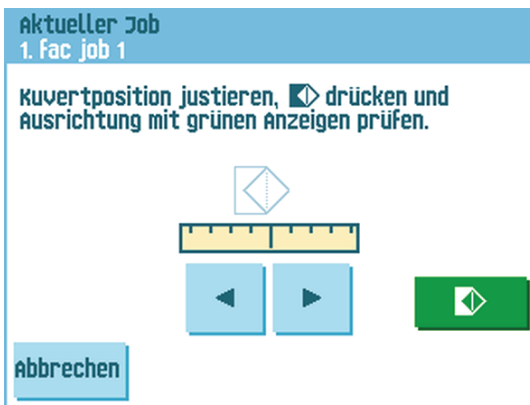 Aktueller Job
1. Fac job 1
Kuvertposition justieren, drücken und
Ausrichtung mit grünen Anzeigen prüfen.
Abbrechen